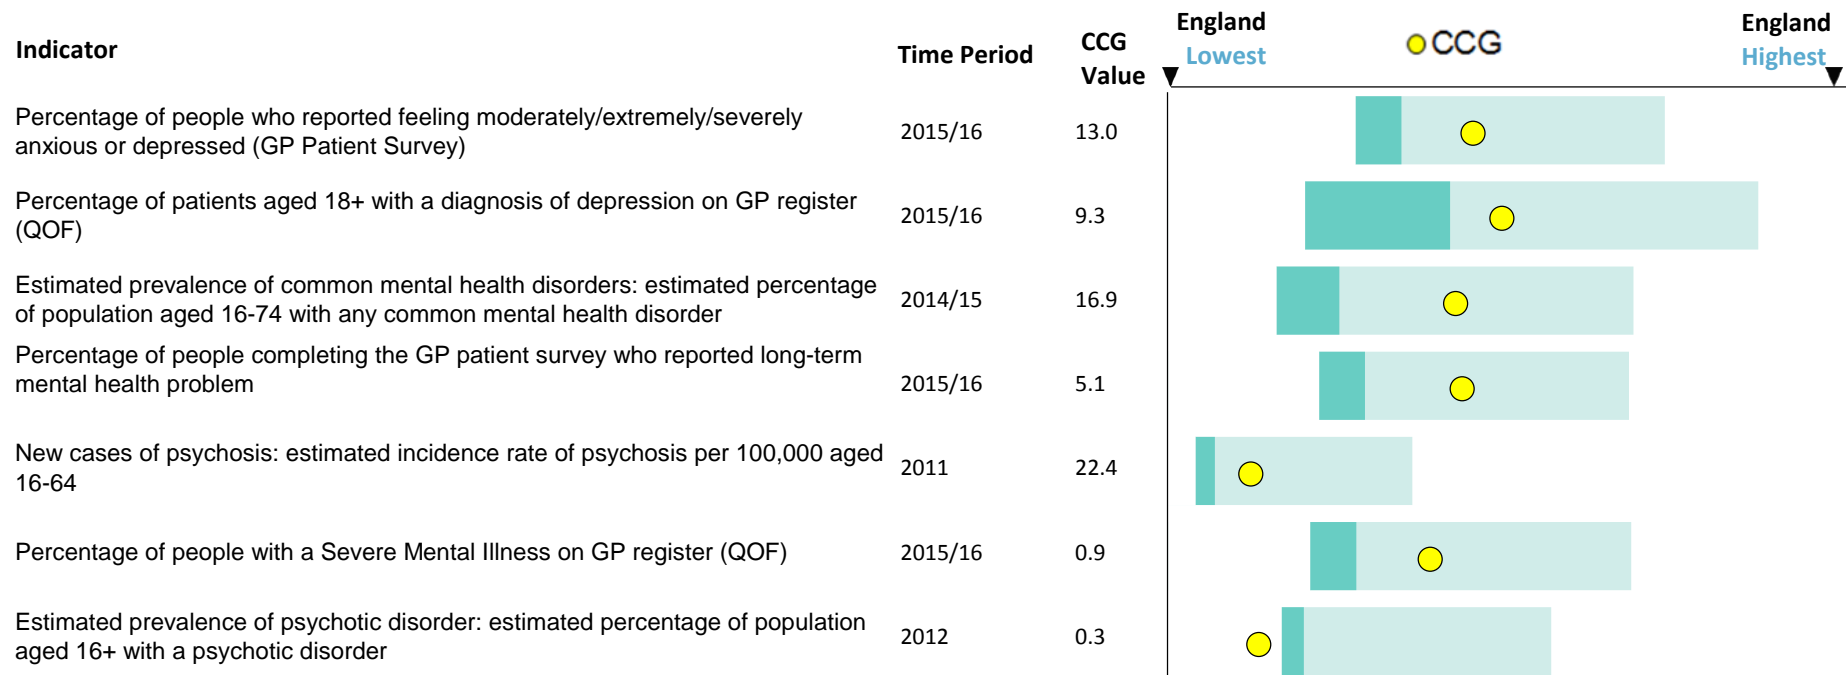 Indicator
Time Period
CCG
Value
England
Lowest
CCG
England
Highest
Percentage of people who reported feeling moderately/extremely/severely
anxious or depressed (GP Patient Survey)
2015/16
13.0
Percentage of patients aged 18+ with a diagnosis of depression on GP register
(QOF)
2015/16
9.3
Estimated prevalence of common mental health disorders: estimated percentage
of population aged 16-74 with any common mental health disorder
2014/15
16.9
Percentage of people completing the GP patient survey who reported long-term
mental health problem
2015/16
5.1
New cases of psychosis: estimated incidence rate of psychosis per 100,000 aged
16-64
2011
22.4
Percentage of people with a Severe Mental Illness on GP register (QOF)
2015/16
0.9
Estimated prevalence of psychotic disorder: estimated percentage of population
aged 16+ with a psychotic disorder
2012
0.3